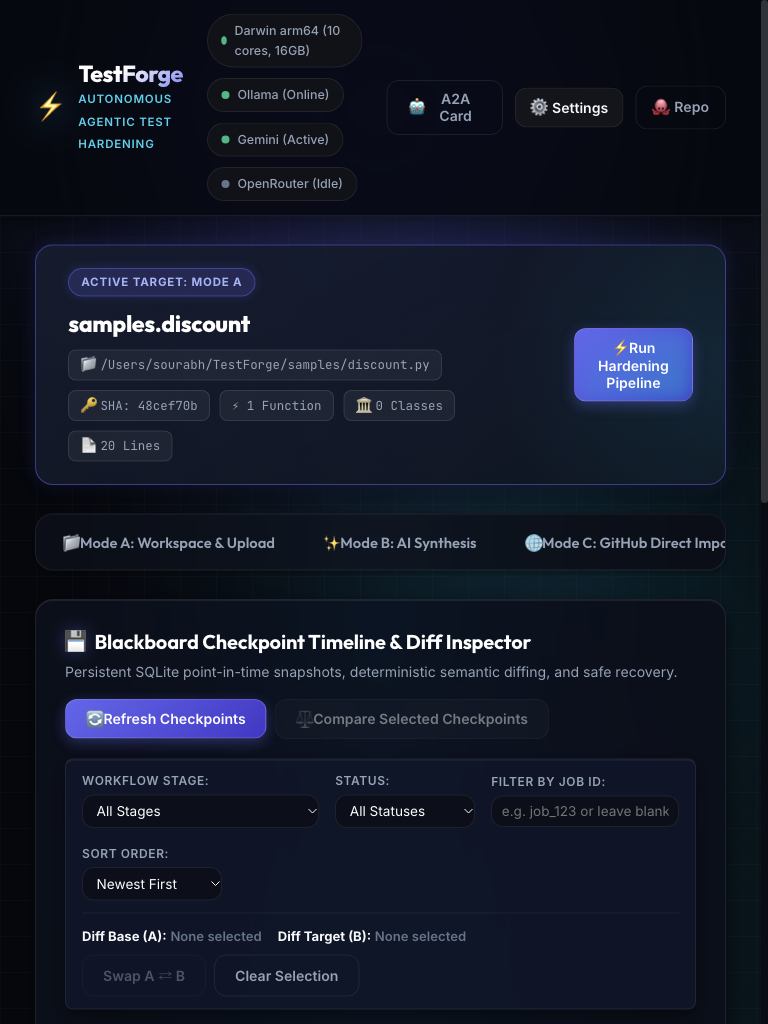 TestForge
AUTONOMOUS
AGENTIC TEST
HARDENING
Darwin arm64 (10
cores, 16GB)
Ollama (Online)
Gemini (Active)
OpenRouter (Idle)
A2A
Card
Settings
Repo
ACTIVE TARGET: MODE A
samples.discount
/Users/sourabh/TestForge/samples/discount.py
SHA: 48cef70b
⚡ 1 Function
0 Classes
20 Lines
Run
Hardening
Pipeline
Mode A: Workspace & Upload
Mode B: AI Synthesis
Mode C: GitHub Direct Impo
Blackboard Checkpoint Timeline & Diff Inspector
Persistent SQLite point-in-time snapshots, deterministic semantic diffing, and safe recovery.
Refresh Checkpoints
Compare Selected Checkpoints
WORKFLOW STAGE:
All Stages
STATUS:
All Statuses
FILTER BY JOB ID:
e.g. job_123 or leave blank
SORT ORDER:
Newest First
Diff Base (A): None selected
Diff Target (B): None selected
Swap A ⇄ B
Clear Selection